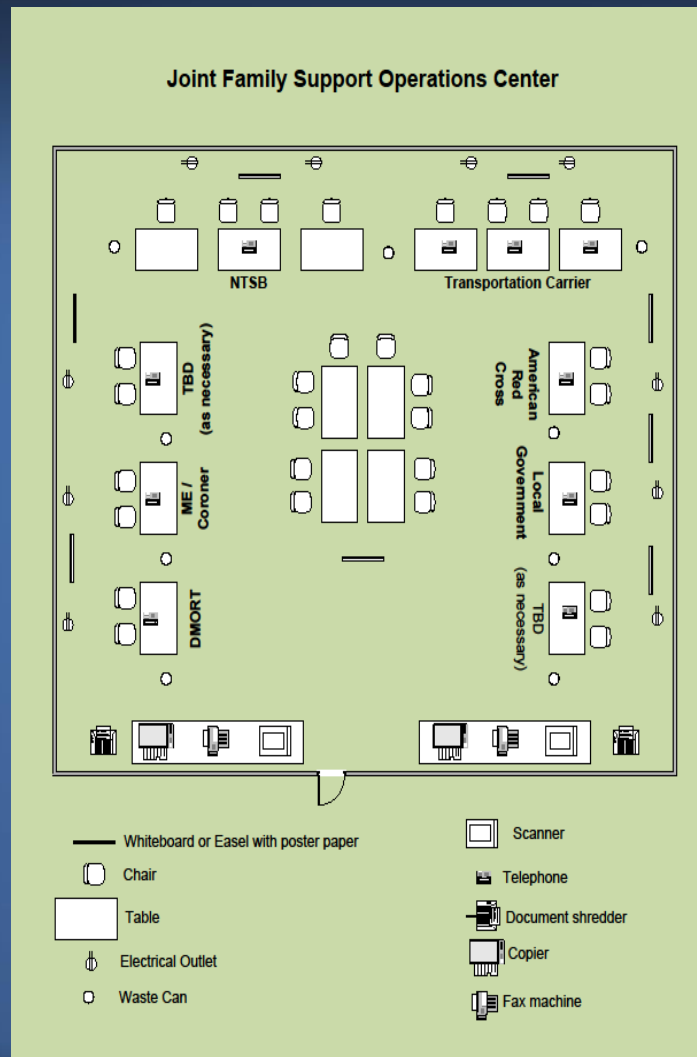 Joint Family Support Operations Center
NTSB
Transportation Carrier
TBD
(as necessary)
American
Red
Cross
ME /
Coroner
Local
Government
DMORT
TBD
(as necessary)
Whiteboard or Easel with poster paper
Chair
Table
Electrical Outlet
Waste Can
Scanner
Telephone
Document shredder
Copier
Fax machine